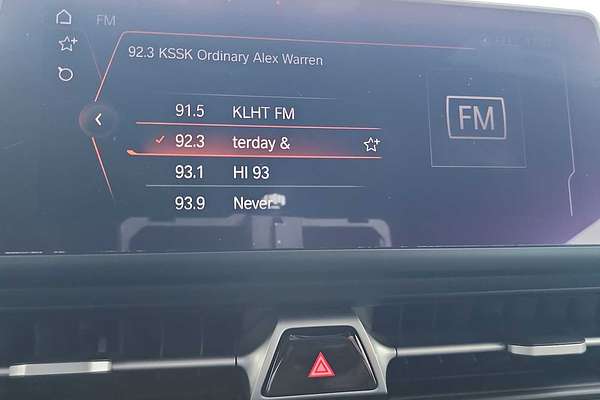 FM
92.3 KSSK Ordinary Alex Warren
91.5 KLHT FM
92.3 terday &
93.1 HI 93
93.9 Never
FM